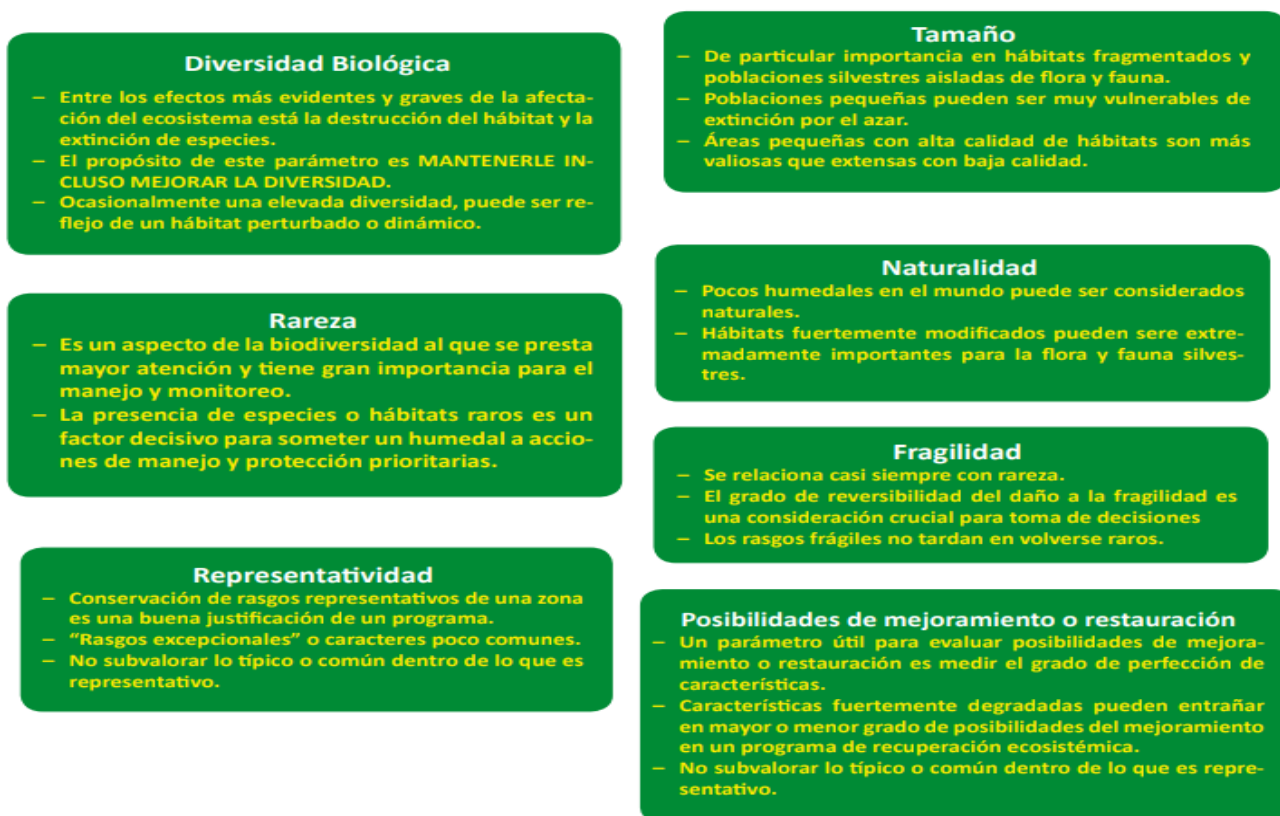 Diversidad Biológica
– Entre los efectos más evidentes y graves de la afecta-
ción del ecosistema está la destrucción del hábitat y la
extinción de especies.
– El propósito de este parámetro es MANTENERLE IN-
CLUSO MEJORAR LA DIVERSIDAD.
– Ocasionalmente una elevada diversidad, puede ser re-
flejo de un hábitat perturbado o dinámico.
Rareza
– Es un aspecto de la biodiversidad al que se presta
mayor atención y tiene gran importancia para el
manejo y monitoreo.
– La presencia de especies o hábitats raros es un
factor decisivo para someter un humedal a accio-
nes de manejo y protección prioritarias.
Representatividad
– Conservación de rasgos representativos de una zona
es una buena justificación de un programa.
– “Rasgos excepcionales” o caracteres poco comunes.
– No subvalorar lo típico o común dentro de lo que es
representativo.
Tamaño
– De particular importancia en hábitats fragmentados y
poblaciones silvestres aisladas de flora y fauna.
– Poblaciones pequeñas pueden ser muy vulnerables de
extinción por el azar.
– Áreas pequeñas con alta calidad de hábitats son más
valiosas que extensas con baja calidad.
Naturalidad
– Pocos humedales en el mundo puede ser considerados
naturales.
– Hábitats fuertemente modificados pueden sere extre-
madamente importantes para la flora y fauna silves-
tres.
Fragilidad
– Se relaciona casi siempre con rareza.
– El grado de reversibilidad del daño a la fragilidad es
una consideración crucial para toma de decisiones
– Los rasgos frágiles no tardan en volverse raros.
Posibilidades de mejoramiento o restauración
– Un parámetro útil para evaluar posibilidades de mejora-
miento o restauración es medir el grado de perfección de
características.
– Características fuertemente degradadas pueden entrañar
en mayor o menor grado de posibilidades del mejoramiento
en un programa de recuperación ecosistémica.
– No subvalorar lo típico o común dentro de lo que es repre-
sentativo.